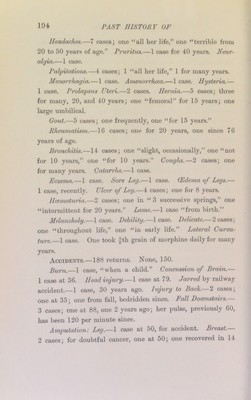 194 PAST HISTORY OF
Headaches.—7 cases; one "all her life," one "terrible from
20 to 50 years of age." Pruritus.—1 case for 40 years. Neur-
algia.—1 case.
Palpitations.—4 cases; 1 "all her life," 1 for many years.
Menorrhagia.—1 case. Amenorrhœa.—1 case. Hysteria.—
1 case. Prolapsus Uteri.—2 cases. Hernia.—5 cases; three
for many, 20, and 40 years; one "femoral" for 15 years; one
large umbilical.
Gout.—5 cases; one frequently, one "for 15 years."
Rheumatism.—16 cases; one for 20 years, one since 76
years of age.
Bronchitis.—14 cases; one "slight, occasionally," one "not
for 10 years," one "for 10 years." Coughs.—2 cases; one
for many years. Catarrhs.—1 case.
Eczema.—1 case. Sore Leg.—1 case. Œdema of Legs.—
1 case, recently. Ulcer of Leg.—4 cases; one for 8 years.
Hæmaturia.—2 cases; one in "5 successive springs," one
"intermittent for 20 years." Lame.—1 case "from birth."
Melancholy.—1 case. Debility.—1 case. Delicate.—2 cases;
one "throughout life," one "in early life." Lateral Curva-
ture.—1 case. One took ⅓th grain of morphine daily for many
years.
Accidents.—188 returns. None, 150.
Burn.—1 case, "when a child." Concussion of Brain.—
1 case at 56. Head injury.—1 case at 79. Jarred by railway
accident.—1 case, 30 years ago. Injury to Back.—2 cases;
one at 35; one from fall, bedridden since. Fall Downstairs.—
3 cases; one at 88, one 2 years ago; her pulse, previously 60,
has been 120 per minute since.
Amputation: Leg.—1 case at 50, for accident. Breast.—
2 cases; for doubtful cancer, one at 50; one recovered in 14